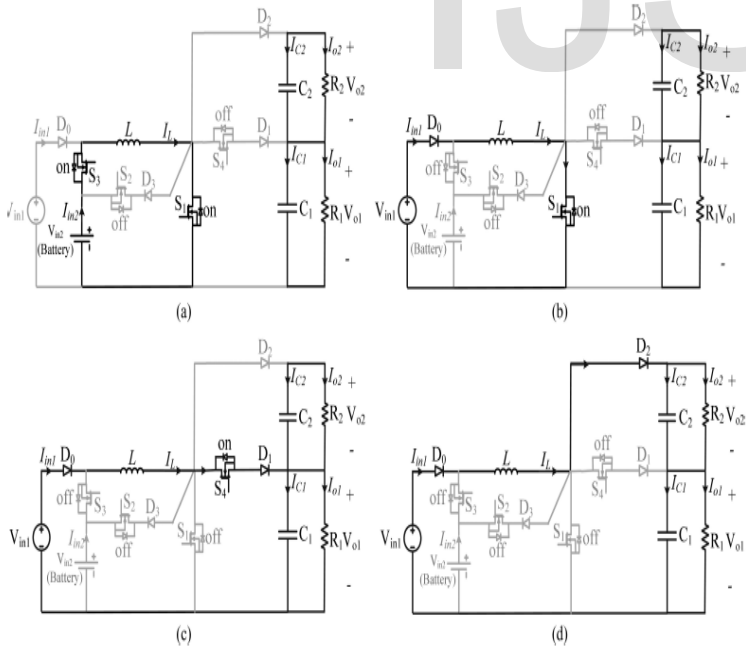 D2
IC2
Io2 +
C2
R2 Vo2
-
off
Iin1 D0
L
IL
S4
D1
IC1
Io1
+
on
S3
S2
D3
off
Vin1
Iin2
Vin2 +
(Battery) -
S1
on
C1
R1 Vo1
-
(a)
D2
IC2
Io2 +
C2
R2 Vo2
-
off
Iin1 D0
L
IL
S4
D1
IC1
Io1
+
off
S3
S2
D3
off
Vin1
Iin2
Vin2 +
(Battery) -
S1
on
C1
R1 Vo1
-
(b)
D2
IC2
Io2 +
C2
R2 Vo2
-
on
Iin1 D0
L
IL
S4
D1
IC1
Io1
+
off
S3
S2
D3
off
Vin1
Iin2
Vin2 +
(Battery) -
S1
off
C1
R1 Vo1
-
(c)
D2
IC2
Io2 +
C2
R2 Vo2
-
off
Iin1 D0
L
IL
S4
D1
IC1
Io1
+
off
S3
S2
D3
off
Vin1
Iin2
Vin2 +
(Battery) -
S1
off
C1
R1 Vo1
-
(d)